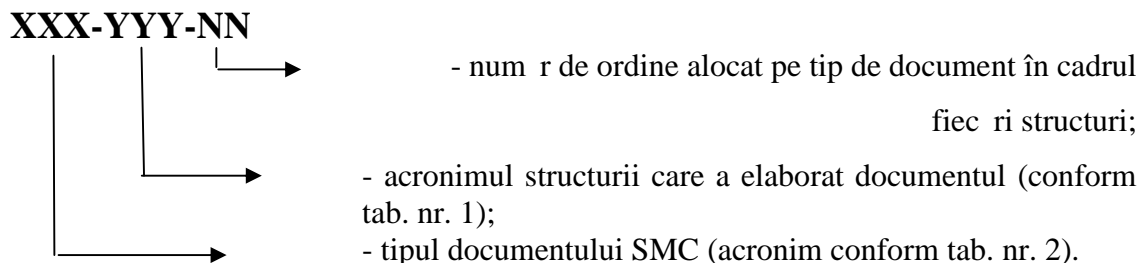 XXX-YYY-NN
- num r de ordine alocat pe tip de document în cadrul
fiec ri structuri;
- acronimul structurii care a elaborat documentul (conform
tab. nr. 1);
- tipul documentului SMC (acronim conform tab. nr. 2).